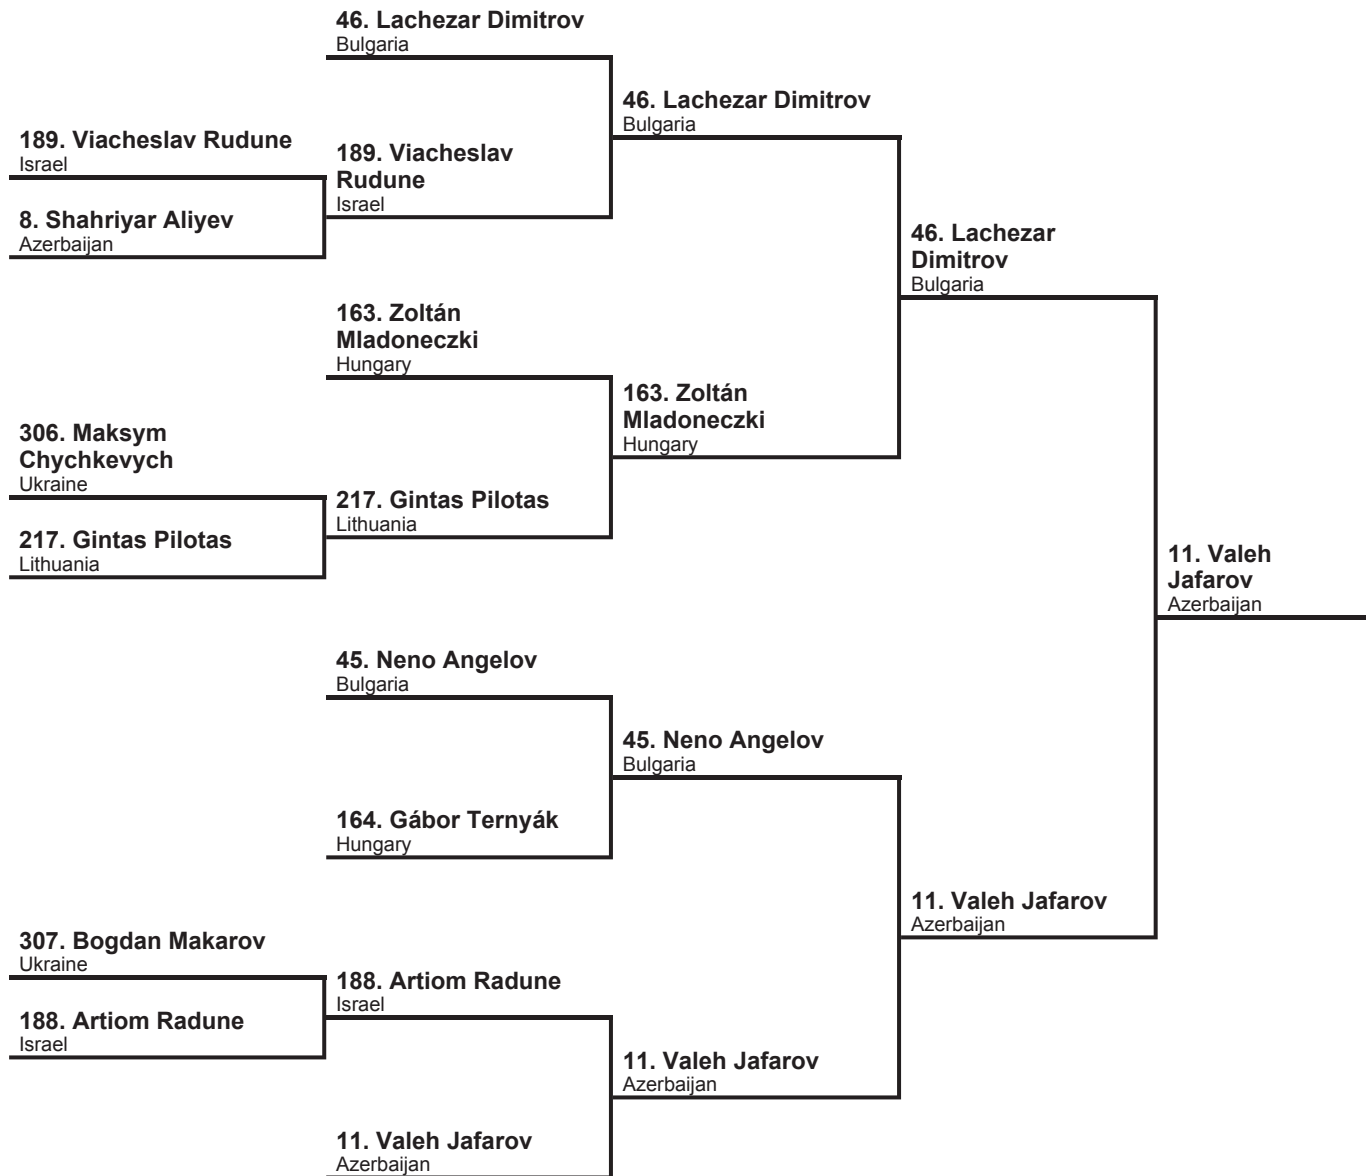 46. Lachezar Dimitrov
Bulgaria
189. Viacheslav Rudune
Israel
8. Shahriyar Aliyev
Azerbaijan
189. Viacheslav
Rudune
Israel
46. Lachezar Dimitrov
Bulgaria
163. Zoltán
Mladoneczki
Hungary
306. Maksym
Chychkevych
Ukraine
217. Gintas Pilotas
Lithuania
217. Gintas Pilotas
Lithuania
163. Zoltán
Mladoneczki
Hungary
46. Lachezar
Dimitrov
Bulgaria
45. Neno Angelov
Bulgaria
164. Gábor Ternyák
Hungary
45. Neno Angelov
Bulgaria
307. Bogdan Makarov
Ukraine
188. Artiom Radune
Israel
188. Artiom Radune
Israel
11. Valeh Jafarov
Azerbaijan
11. Valeh Jafarov
Azerbaijan
11. Valeh Jafarov
Azerbaijan
11. Valeh
Jafarov
Azerbaijan